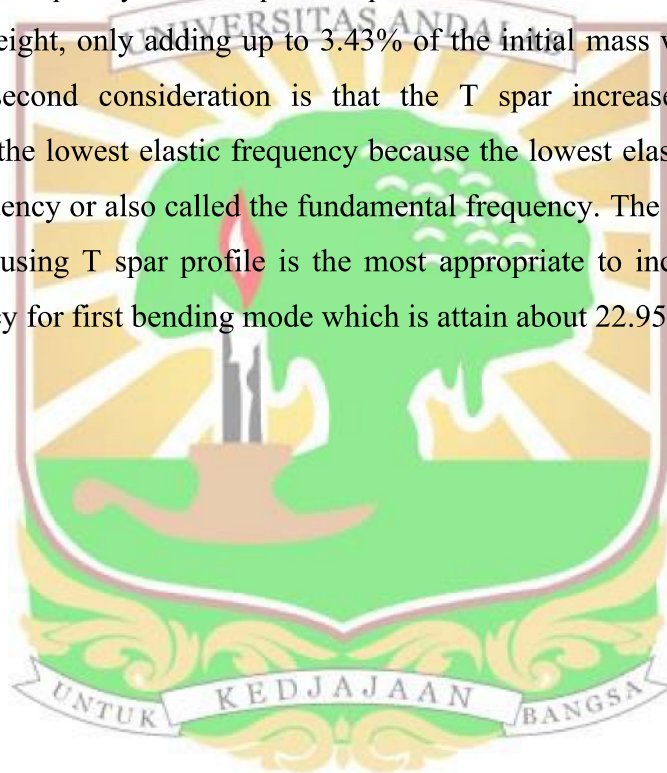 UNIVERSITAS ANDALAS
eight, only adding up to 3.43% of the initial mass
second consideration is that the T spar increase
the lowest elastic frequency because the lowest elas
ency or also called the fundamental frequency. The
using T spar profile is the most appropriate to inc
y for first bending mode which is attain about 22.95
UNTUK KEDJAJAAN BANGSA